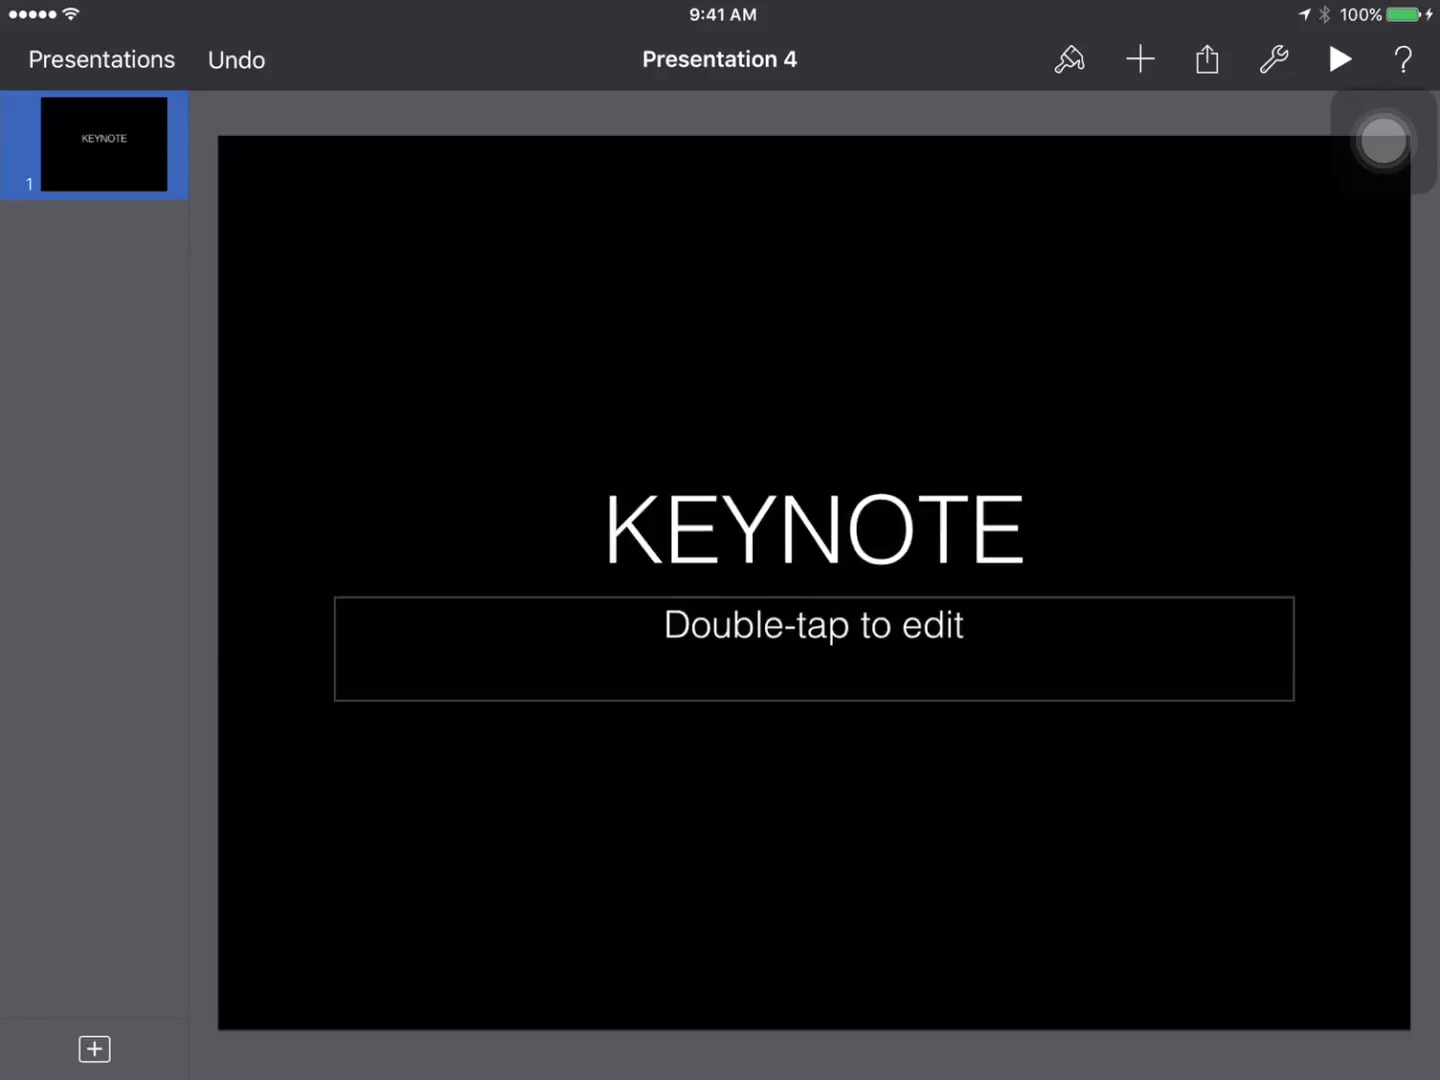 9:41 AM
100%
Presentations Undo Presentation 4 ?
KEYNOTE
1
KEYNOTE
Double-tap to edit